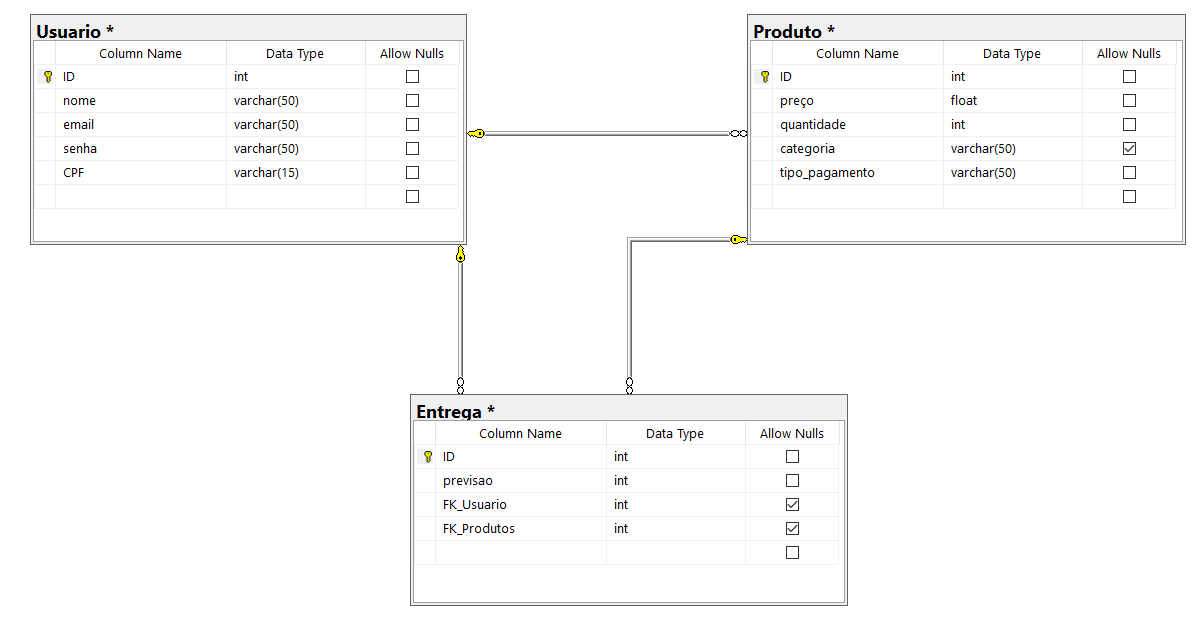 Usuario *
Column Name Data Type Allow Nulls
ID int
nome varchar(50)
email varchar(50)
senha varchar(50)
CPF varchar(15)
Produto *
Column Name Data Type Allow Nulls
ID int
preço float
quantidade int
categoria varchar(50)
tipo_pagamento varchar(50)
Entrega *
Column Name Data Type Allow Nulls
ID int
previsao int
FK_Usuario int
FK_Produtos int